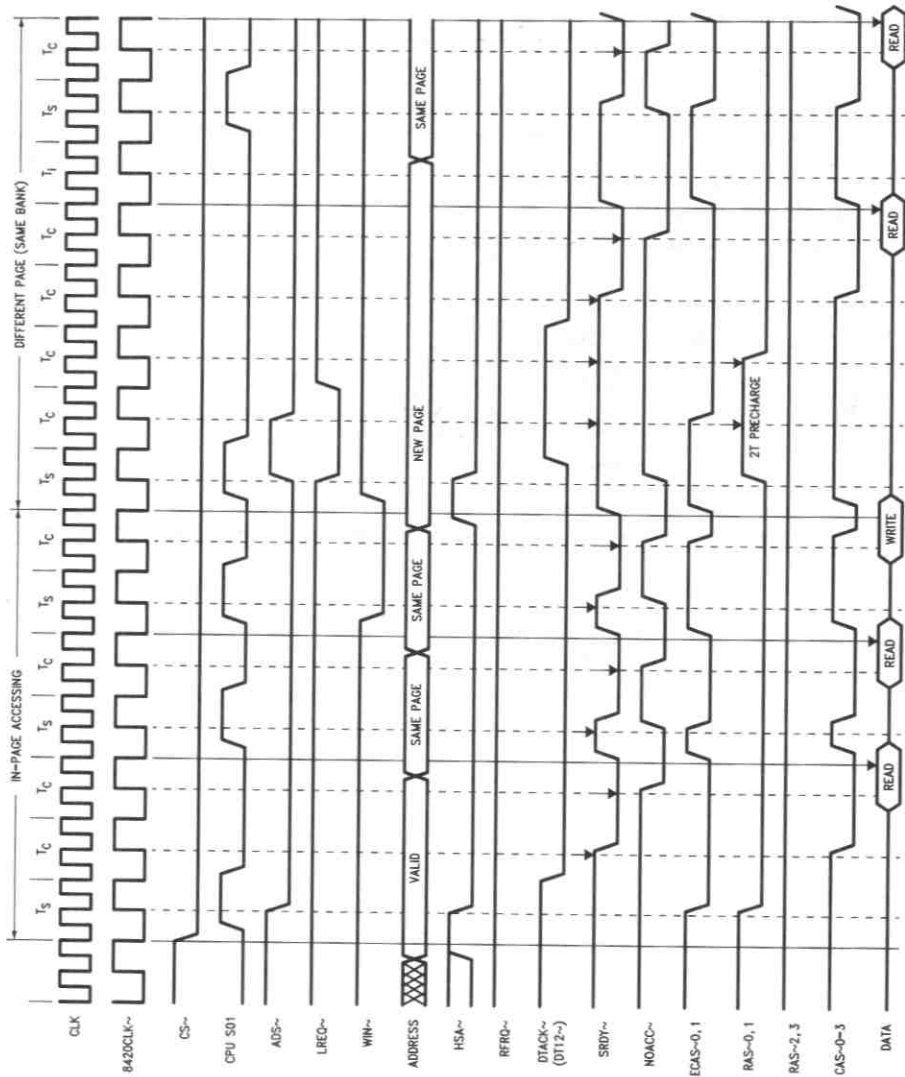 IN-PAGE ACCESSING DIFFERENT PAGE (SAME BANK)
TS TC TC TS TC TS TC TS TC TC TC TC TI TS TC
CLK
8420CLK~
CS~
CPU S01
ADS~
LREQ~
WIN~
ADDRESS VALID SAME PAGE SAME PAGE NEW PAGE SAME PAGE
HSA~
RFRQ~
DTACK~
(DT12~)
SRDY~
NOACC~
ECAS~0,1
RAS~0,1 2T PRECHARGE
RAS~2,3
CAS~0-3
DATA READ READ WRITE READ READ